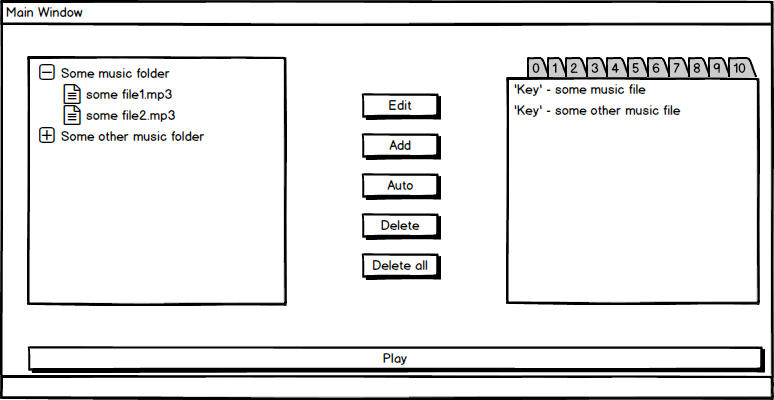 Main Window
Some music folder
some file1.mp3
some file2.mp3
Some other music folder
Edit
Add
Auto
Delete
Delete all
0 1 2 3 4 5 6 7 8 9 10
'Key' - some music file
'Key' - some other music file
Play